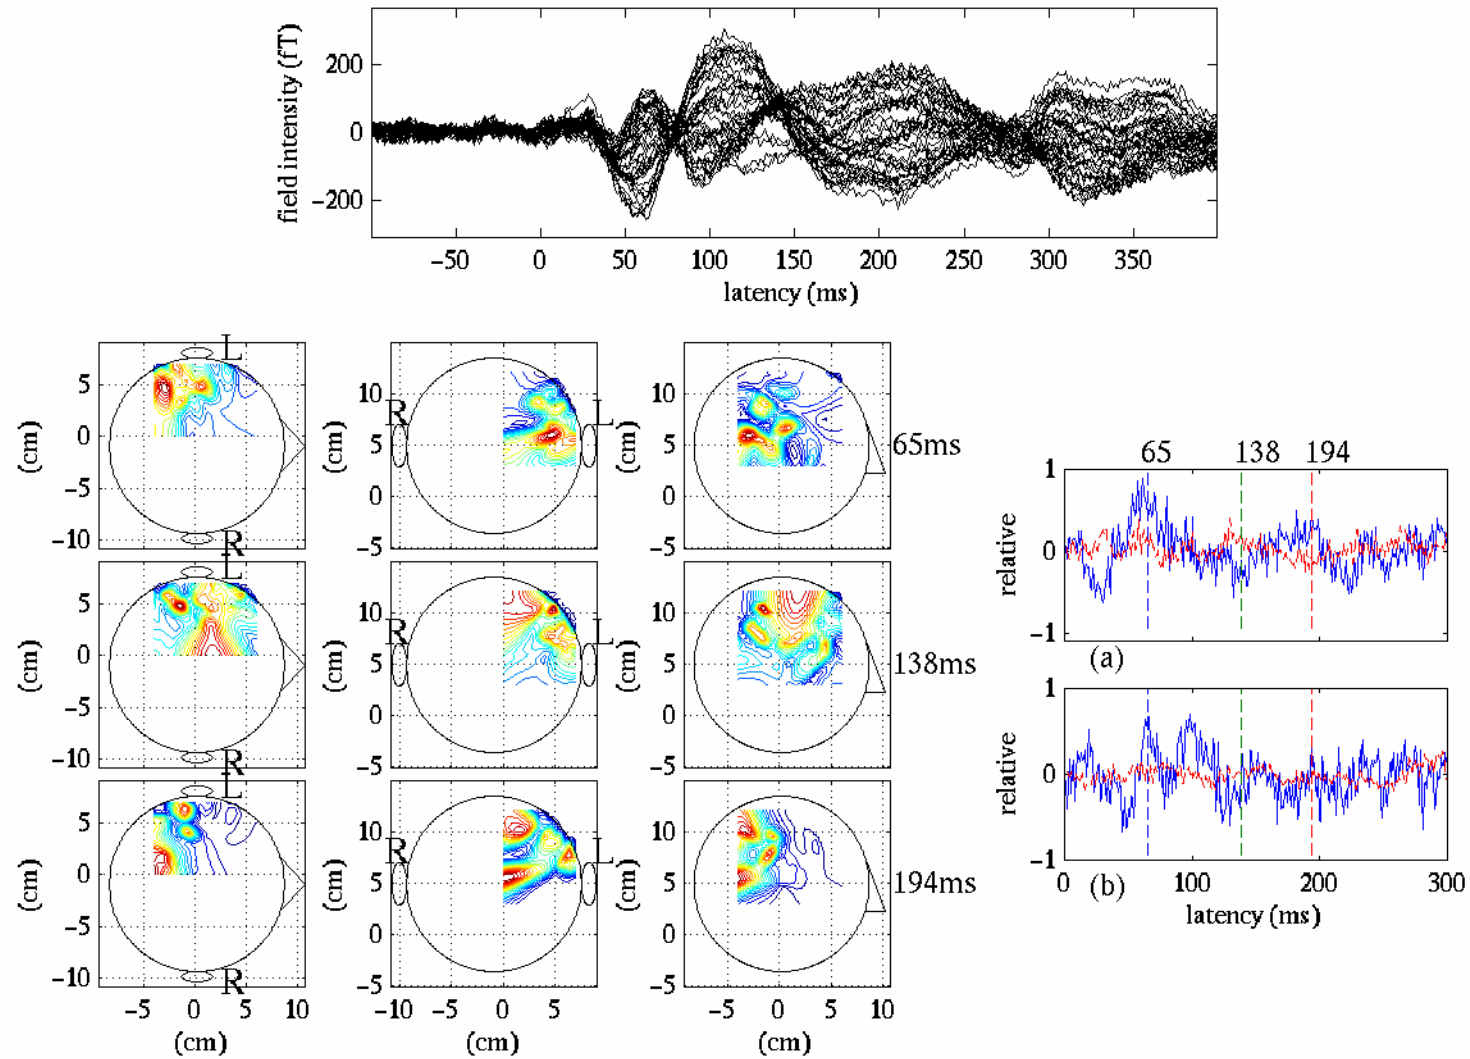 field intensity (fT)
200
0
−200
−50 0 50 100 150 200 250 300 350
latency (ms)
L
R
(cm)
5
0
−5
−10
R L
(cm)
10
5
0
−5
(cm)
10
5
0
−5
65ms
L
R
(cm)
5
0
−5
−10
R L
(cm)
10
5
0
−5
(cm)
10
5
0
−5
138ms
L
R
(cm)
5
0
−5
−10
−5 0 5 10
(cm)
R L
(cm)
10
5
0
−5
−10 −5 0 5
(cm)
(cm)
10
5
0
−5
−5 0 5 10
(cm)
194ms
65 138 194
relative
1
0
−1
(a)
relative
1
0
−1
(b)
0 100 200 300
latency (ms)